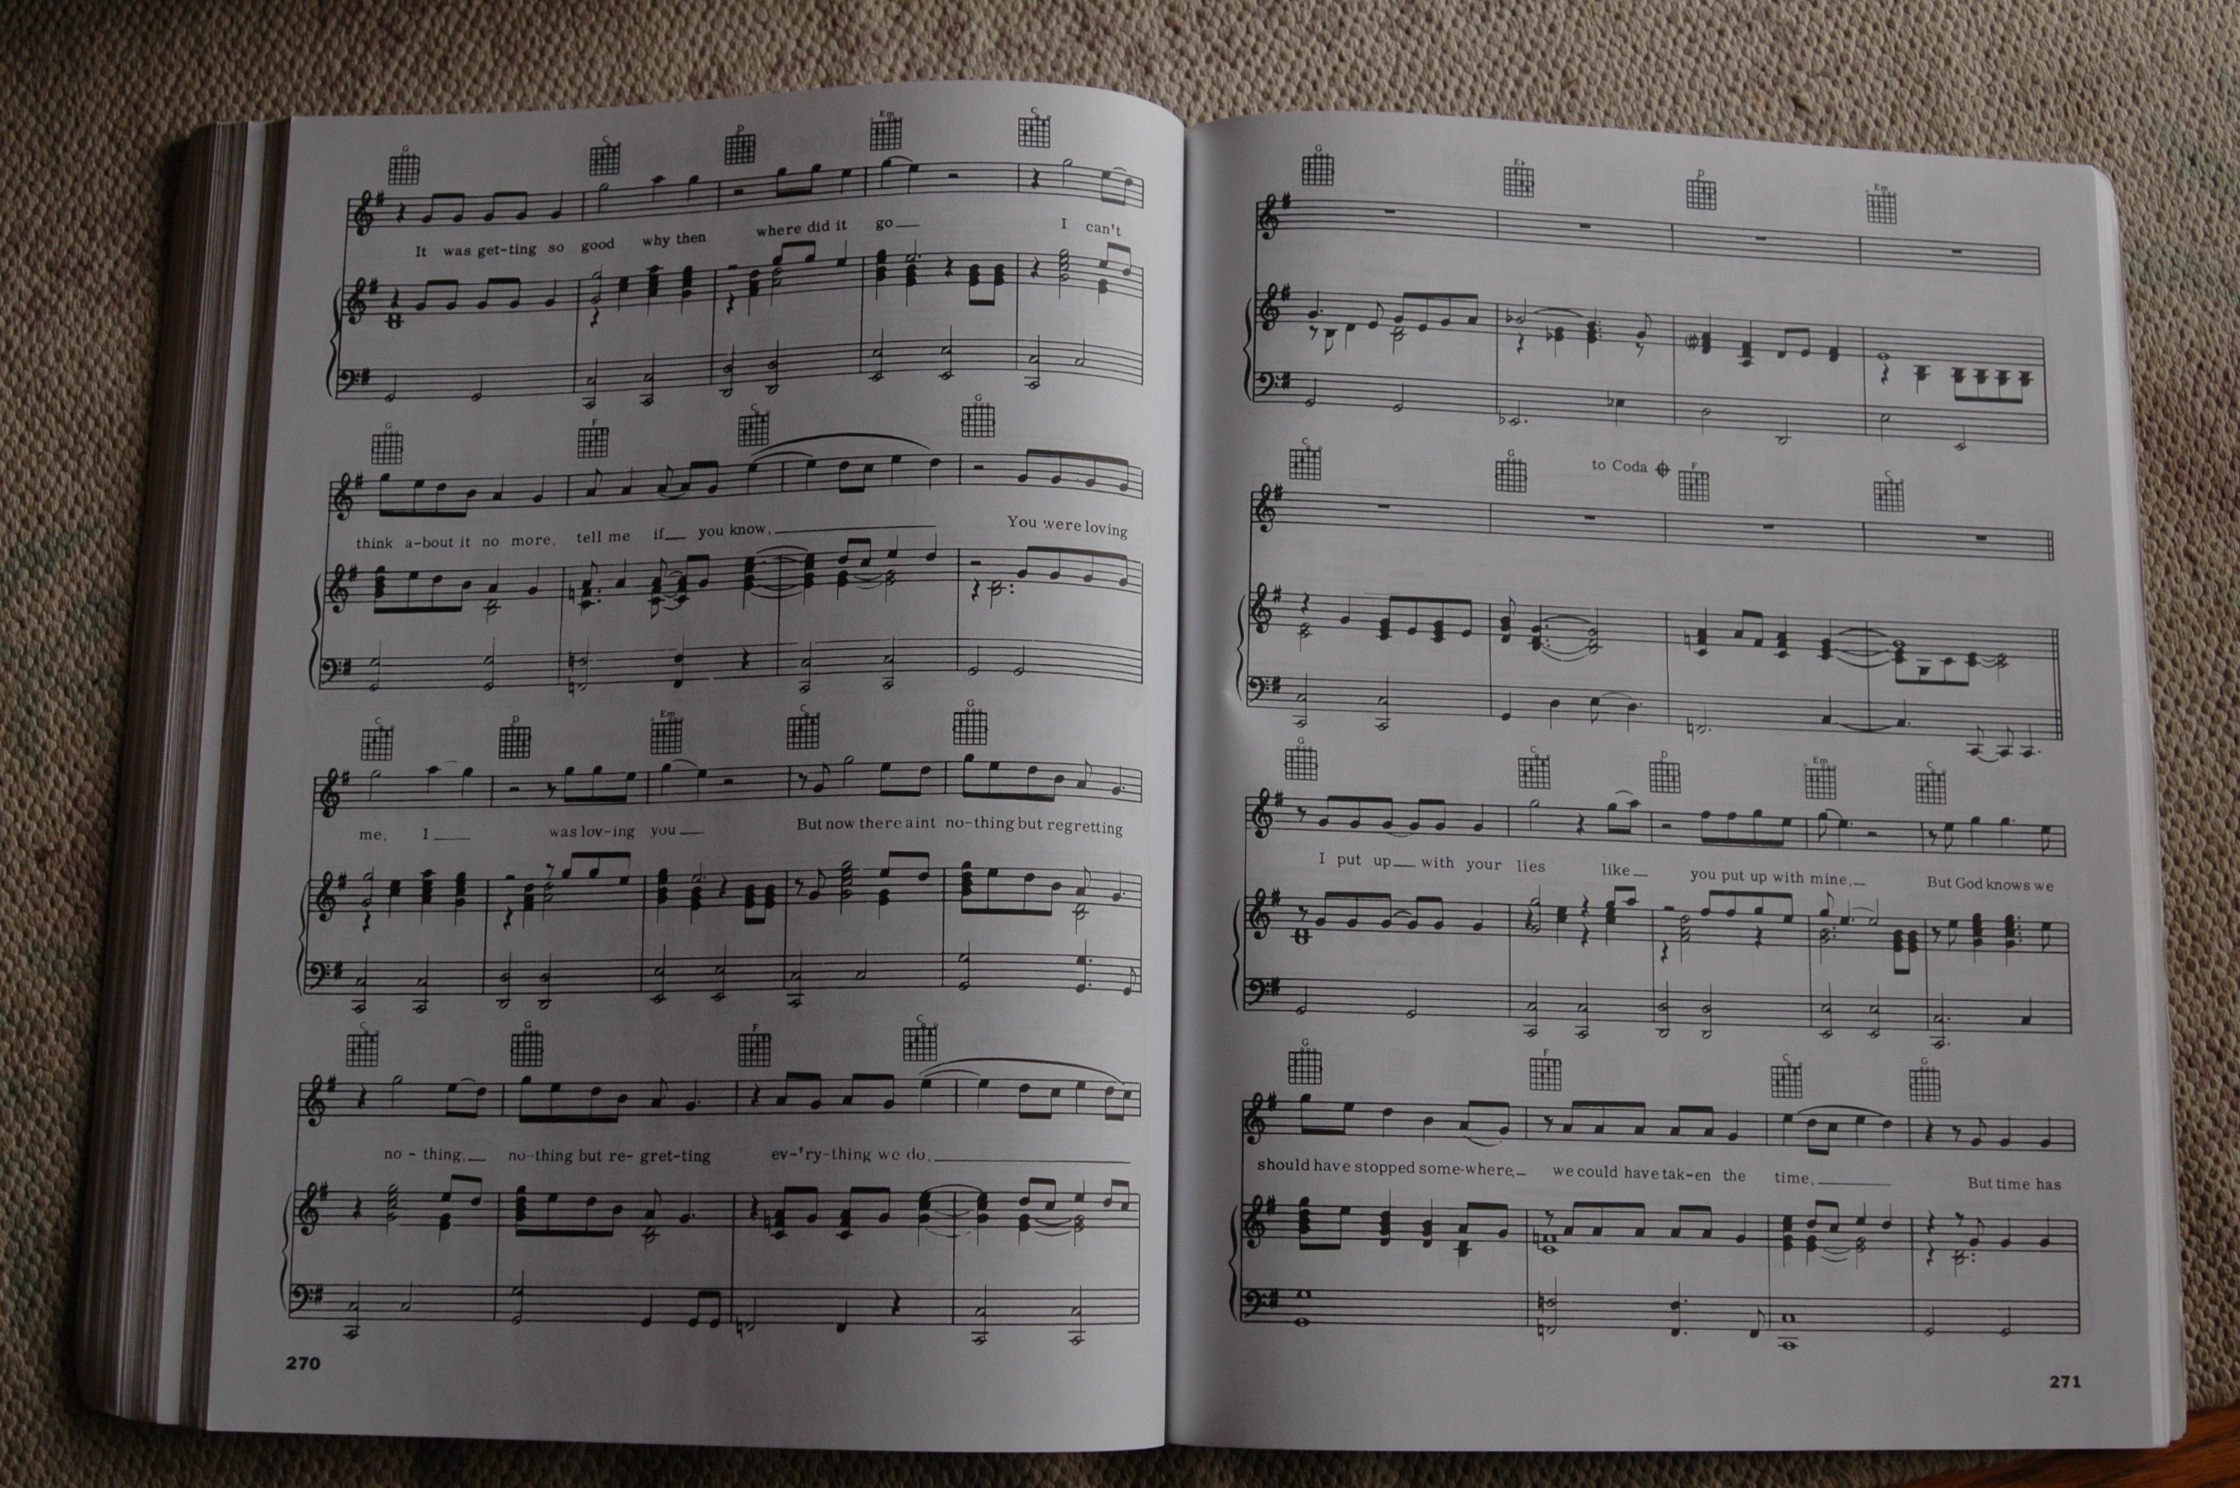 G C D Em C
It was get-ting so good why then where did it go I can't
G F C G
think a-bout it no more. tell me if you know. You were loving
C D Em C G
me. I was lov-ing you But now there aint no-thing but regretting
C G F C
no - thing. no-thing but re-gret-ting ev-'ry-thing we do.
270
G E♭ D Em
to Coda
C G F C
G C D Em C
I put up with your lies like you put up with mine. But God knows we
G F C G
should have stopped some-where. we could have tak-en the time. But time has
271